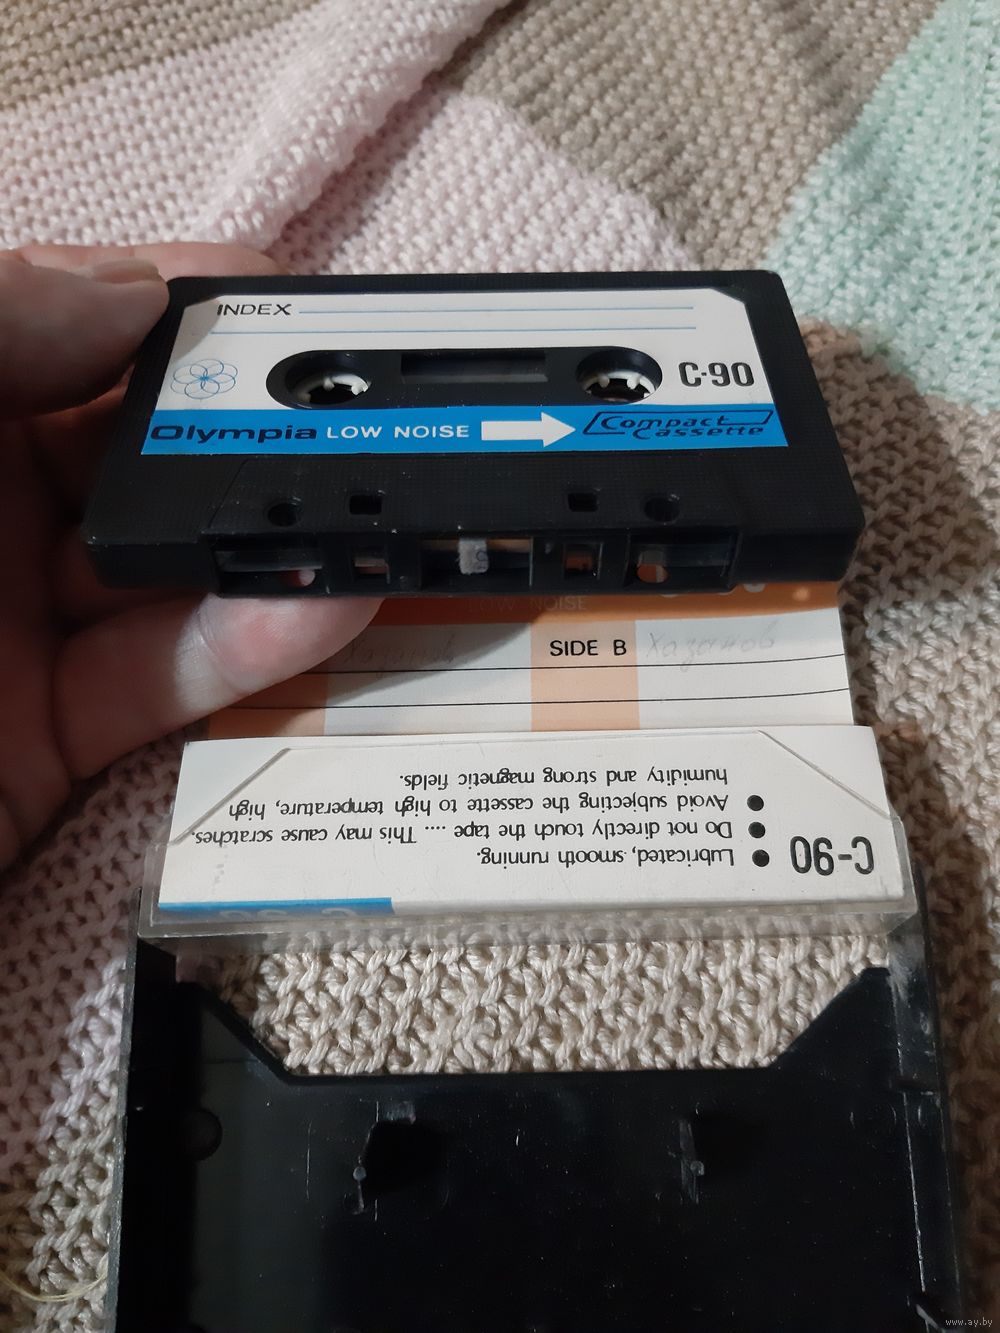 INDEX
C-90
Olympia LOW NOISE Compact Cassette
LOW NOISE
Хазанов SIDE B Хазанов
C-90
● Lubricated, smooth running.
● Do not directly touch the tape .... This may cause scratches.
● Avoid subjecting the cassette to high temperature, high
humidity and strong magnetic fields.
www.ay.by